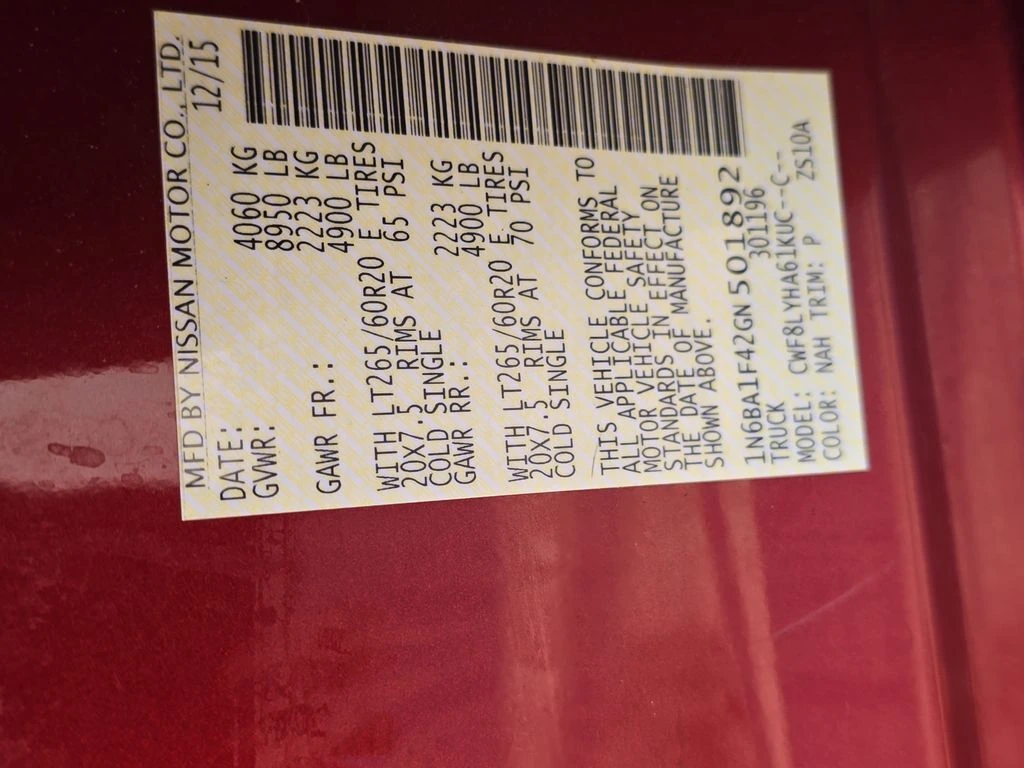 MFD BY NISSAN MOTOR CO., LTD.
DATE: 12/15
GVWR: 4060 KG
8950 LB
2223 KG
GAWR FR.: 4900 LB
WITH LT265/60R20 E TIRES
20X7.5 RIMS AT 65 PSI
COLD SINGLE
GAWR RR.: 2223 KG
4900 LB
WITH LT265/60R20 E TIRES
20X7.5 RIMS AT 70 PSI
COLD SINGLE
THIS VEHICLE CONFORMS TO
ALL APPLICABLE FEDERAL
MOTOR VEHICLE SAFETY
STANDARDS IN EFFECT ON
THE DATE OF MANUFACTURE
SHOWN ABOVE.
1N6BA1F42GN501892
TRUCK 301196
MODEL: CWF8LYHA61KUC--C--
COLOR: NAH TRIM: P ZS10A